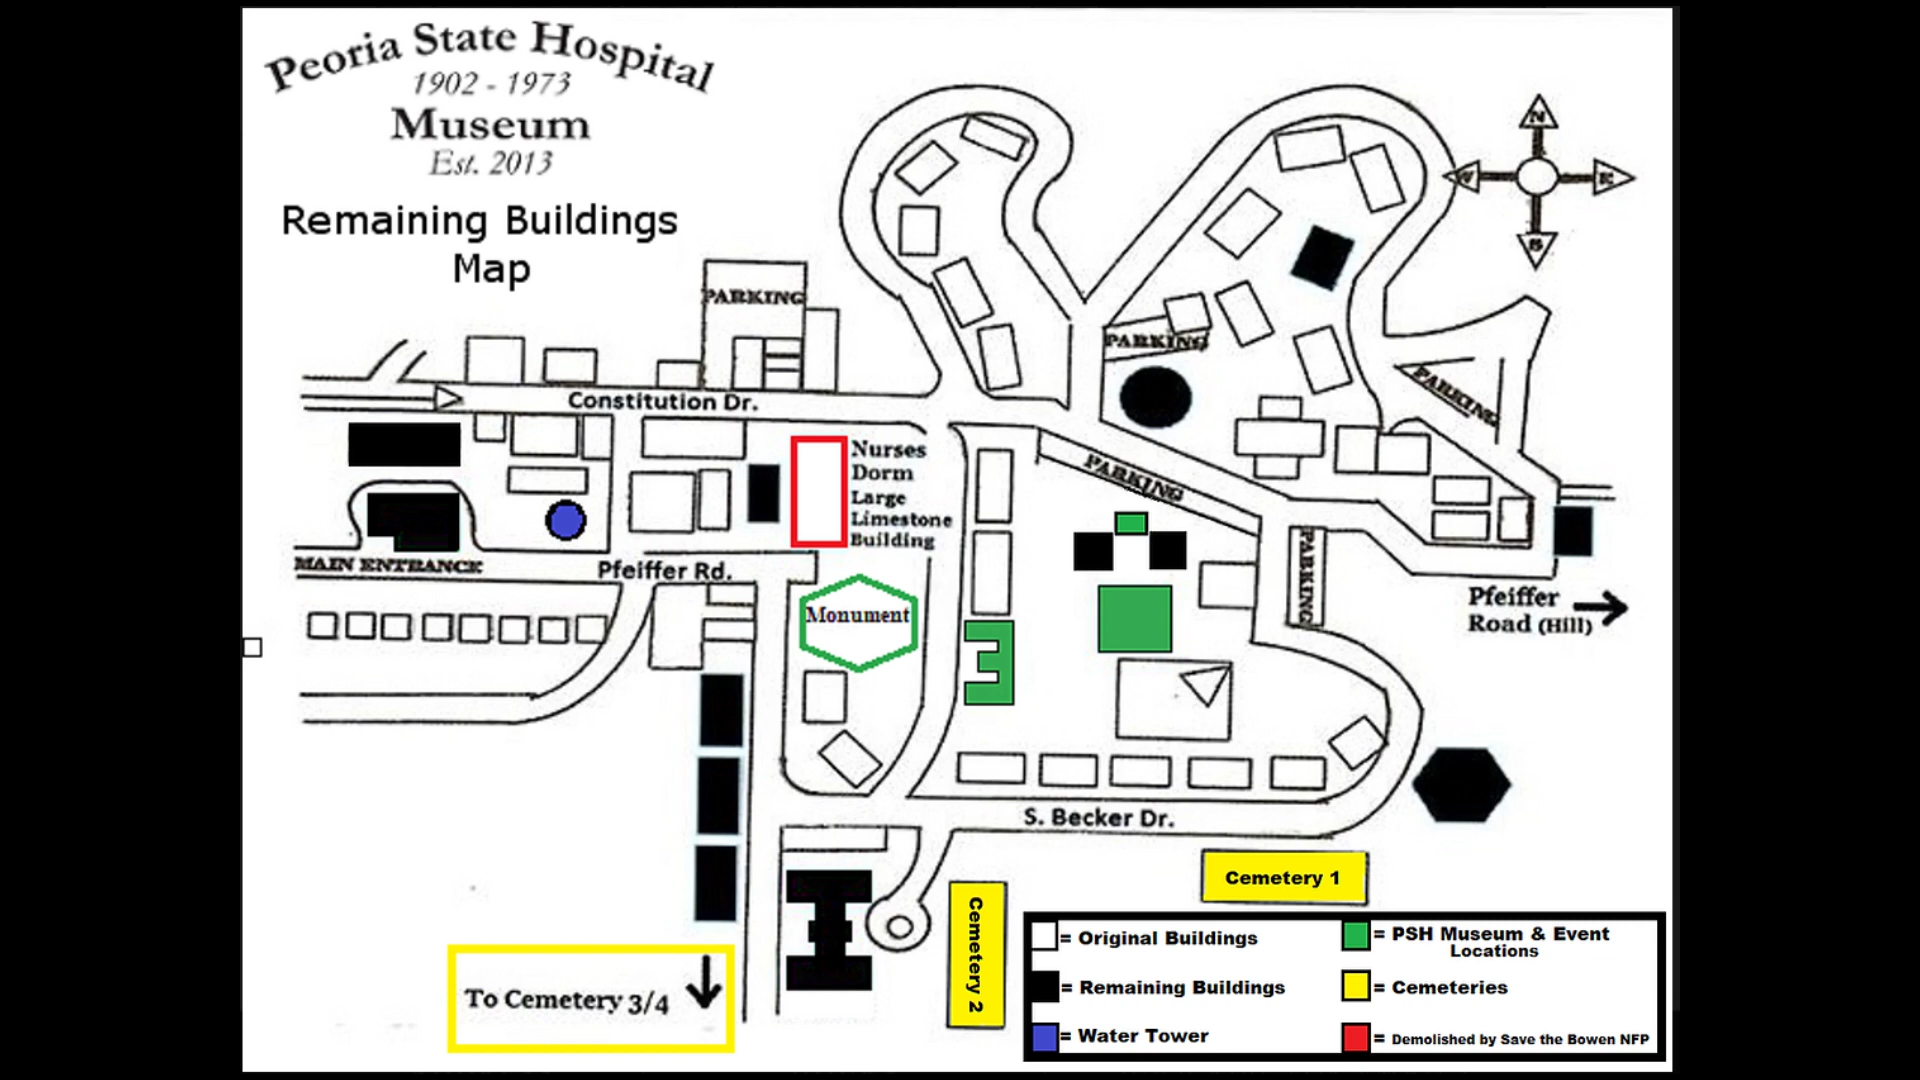 Peoria State Hospital
1902 - 1973
Museum
Est. 2013
Remaining Buildings
Map
N
W
E
S
PARKING
PARKING
PARKING
Constitution Dr.
Nurses
Dorm
Large
Limestone
Building
PARKING
PARKING
MAIN ENTRANCE
Pfeiffer Rd.
Pfeiffer
Road (Hill)
Monument
S. Becker Dr.
Cemetery 1
Cemetery 2
To Cemetery 3/4
= Original Buildings
= PSH Museum & Event
Locations
= Remaining Buildings
= Cemeteries
= Water Tower
= Demolished by Save the Bowen NFP